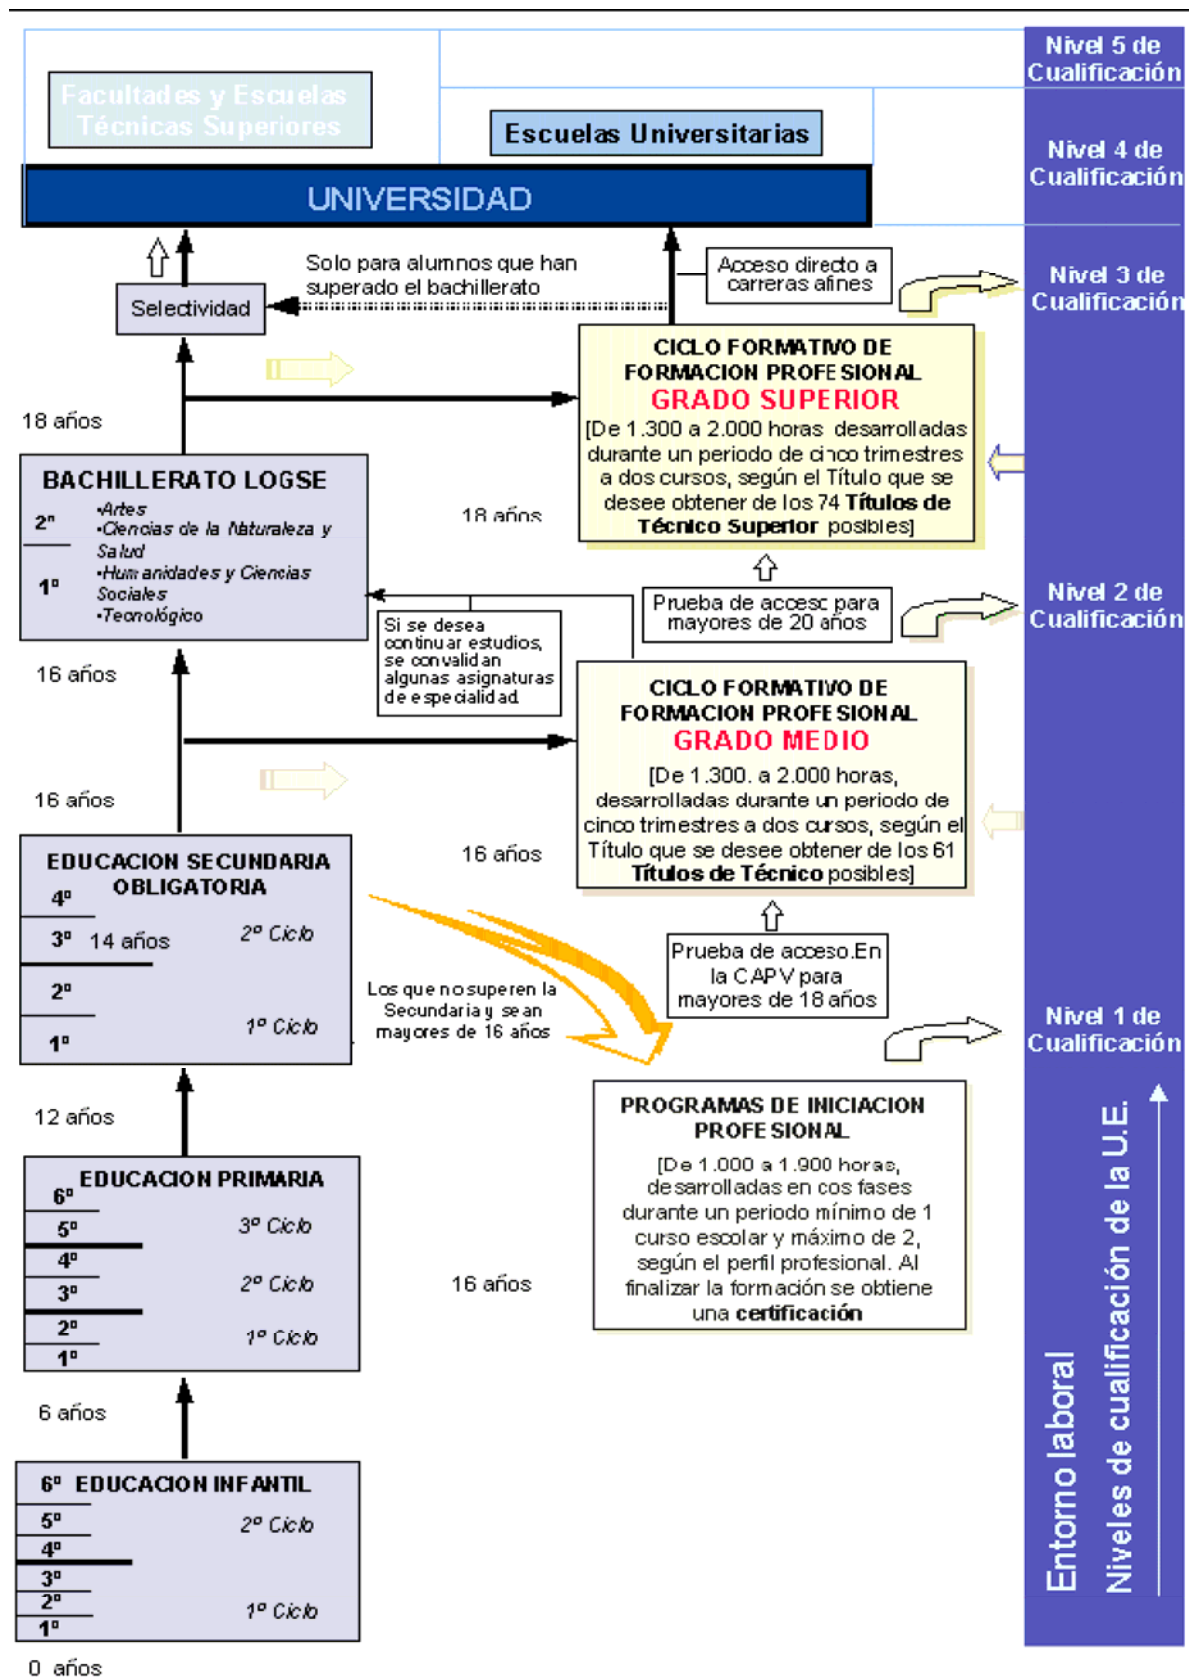 Nivel 5 de
Cualificación
Facultades y Escuelas
Técnicas Superiores
Escuelas Universitarias
Nivel 4 de
Cualificación
UNIVERSIDAD
Solo para alumnos que han
superado el bachillerato
Acceso directo a
carreras afines
Nivel 3 de
Cualificación
Selectividad
CICLO FORMATIVO DE
FORMACION PROFESIONAL
GRADO SUPERIOR
[De 1.300 a 2.000 horas desarrolladas
durante un periodo de cinco trimestres
a dos cursos, según el Título que se
desee obtener de los 74 Títulos de
Técnico Superior posibles]
18 años
BACHILLERATO LOGSE
2º
1º
•Artes
•Ciencias de la Naturaleza y
Salud
•Humanidades y Ciencias
Sociales
•Tecnológico
18 años
Prueba de acceso para
mayores de 20 años
Nivel 2 de
Cualificación
Si se desea
continuar estudios,
se convalidan
algunas asignaturas
de especialidad.
16 años
CICLO FORMATIVO DE
FORMACION PROFESIONAL
GRADO MEDIO
[De 1.300. a 2.000 horas,
desarrolladas durante un periodo de
cinco trimestres a dos cursos, según el
Título que se desee obtener de los 61
Títulos de Técnico posibles]
16 años
16 años
EDUCACION SECUNDARIA
OBLIGATORIA
4º
3º 14 años 2º Ciclo
2º
1º Ciclo
1º
Prueba de acceso.En
la CAPV para
mayores de 18 años
Los que no superen la
Secundaria y sean
mayores de 16 años
Nivel 1 de
Cualificación
12 años
PROGRAMAS DE INICIACION
PROFESIONAL
[De 1.000 a 1.900 horas,
desarrolladas en cos fases
durante un periodo mínimo de 1
curso escolar y máximo de 2,
según el perfil profesional. Al
finalizar la formación se obtiene
una certificación
16 años
EDUCACION PRIMARIA
6º
5º 3º Ciclo
4º
3º 2º Ciclo
2º
1º Ciclo
1º
6 años
EDUCACION INFANTIL
6º
5º 2º Ciclo
4º
3º
2º
1º Ciclo
1º
0 años
Entorno laboral
Niveles de cualificación de la U.E.